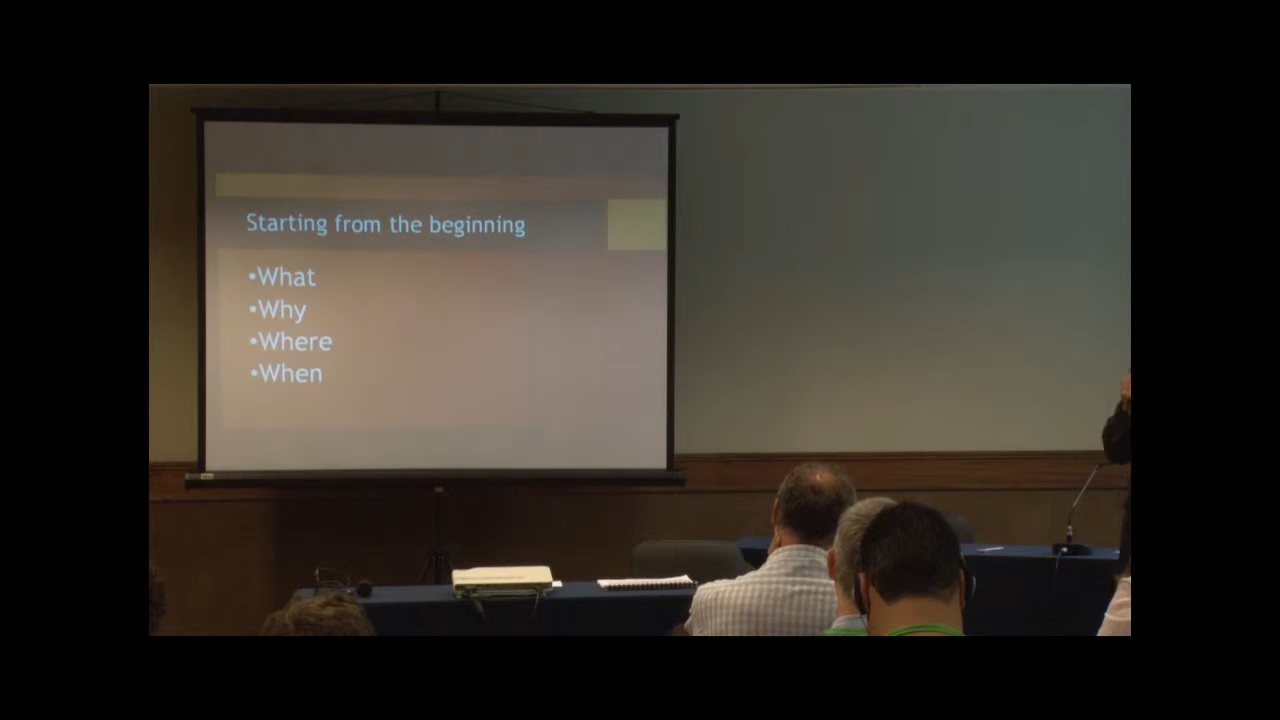 Starting from the beginning
•What
•Why
•Where
•When